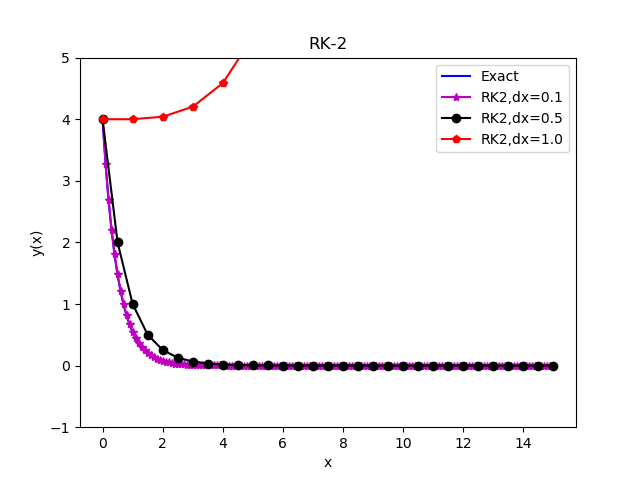 RK-2
Exact
RK2,dx=0.1
RK2,dx=0.5
RK2,dx=1.0
y(x)
5
4
3
2
1
0
−1
0 2 4 6 8 10 12 14
x